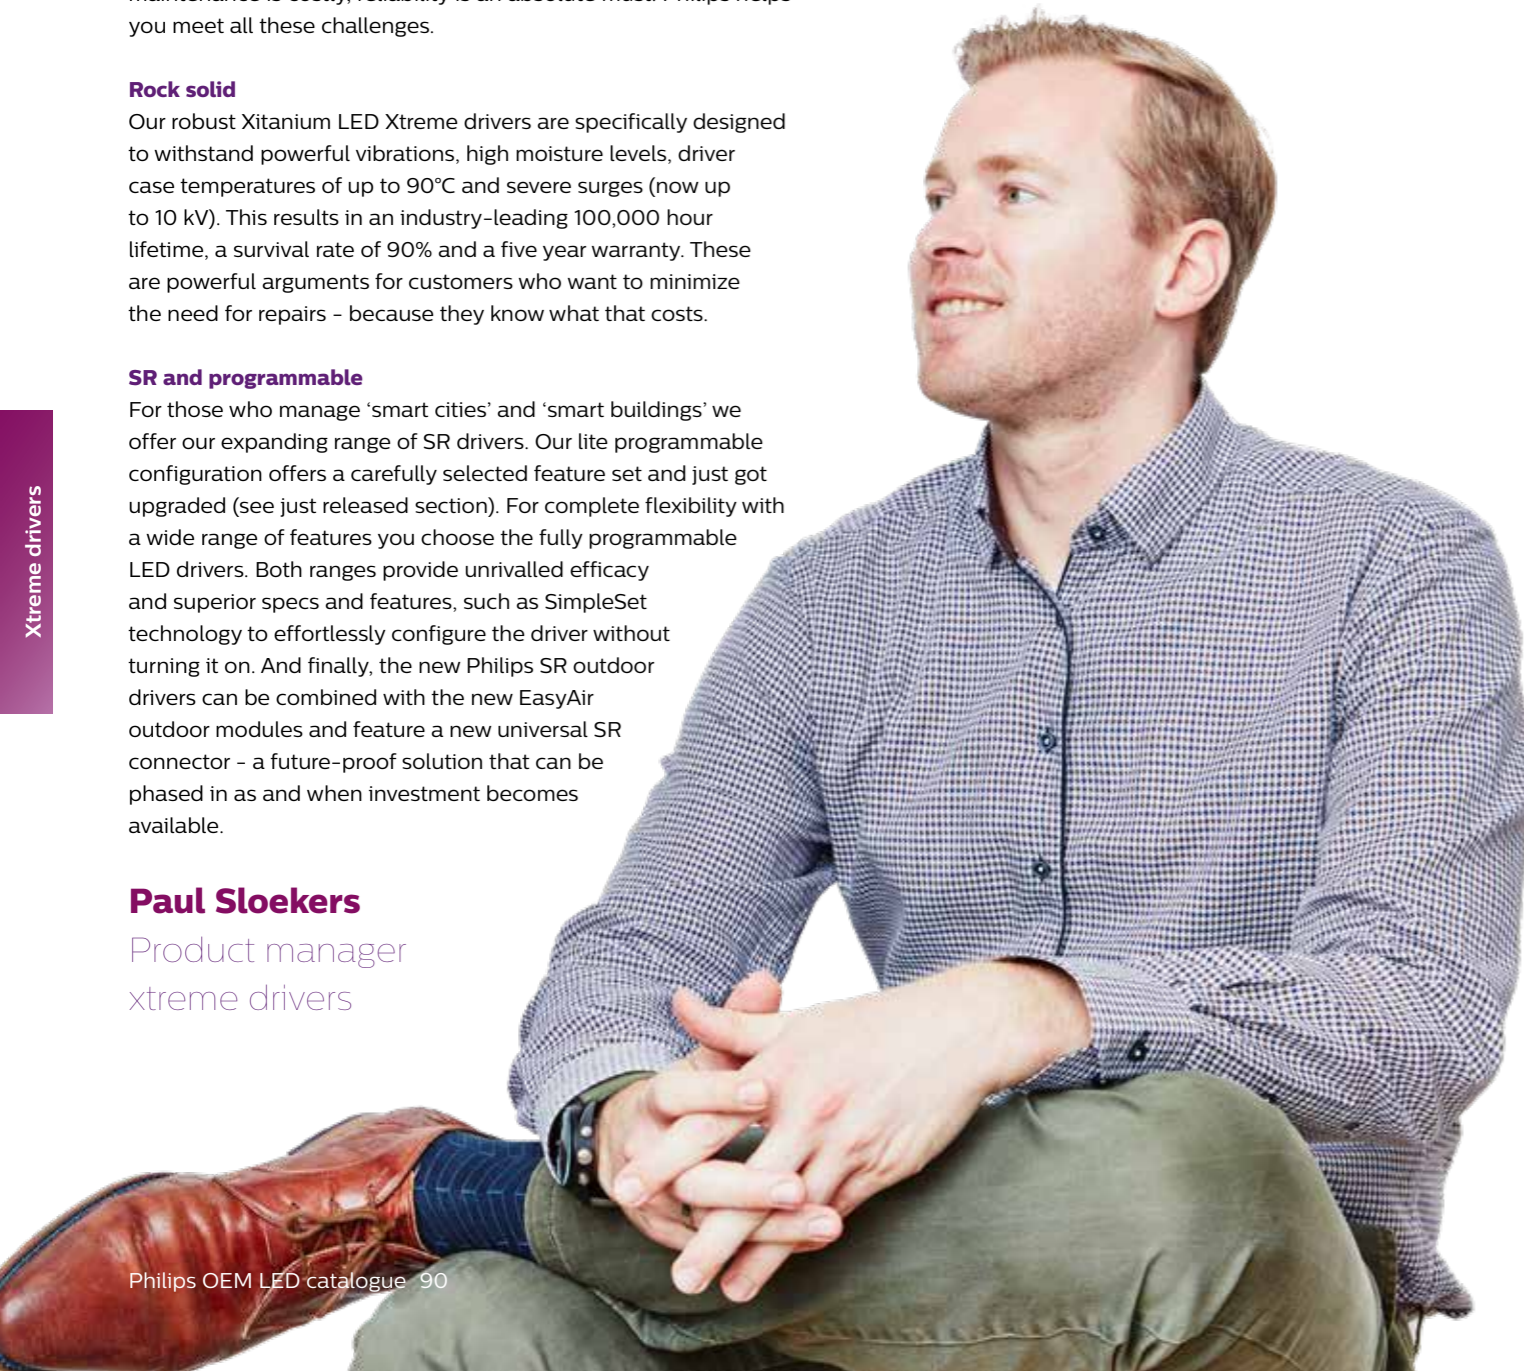 you meet all these challenges.
Rock solid
Our robust Xitanium LED Xtreme drivers are specifically designed
to withstand powerful vibrations, high moisture levels, driver
case temperatures of up to 90°C and severe surges (now up
to 10 kV). This results in an industry-leading 100,000 hour
lifetime, a survival rate of 90% and a five year warranty. These
are powerful arguments for customers who want to minimize
the need for repairs - because they know what that costs.
SR and programmable
For those who manage ‘smart cities’ and ‘smart buildings’ we
offer our expanding range of SR drivers. Our lite programmable
configuration offers a carefully selected feature set and just got
upgraded (see just released section). For complete flexibility with
a wide range of features you choose the fully programmable
LED drivers. Both ranges provide unrivalled efficacy
and superior specs and features, such as SimpleSet
technology to effortlessly configure the driver without
turning it on. And finally, the new Philips SR outdoor
drivers can be combined with the new EasyAir
outdoor modules and feature a new universal SR
connector - a future-proof solution that can be
phased in as and when investment becomes
available.
Paul Sloekers
Product manager
xtreme drivers
Xtreme drivers
Philips OEM LED catalogue 90